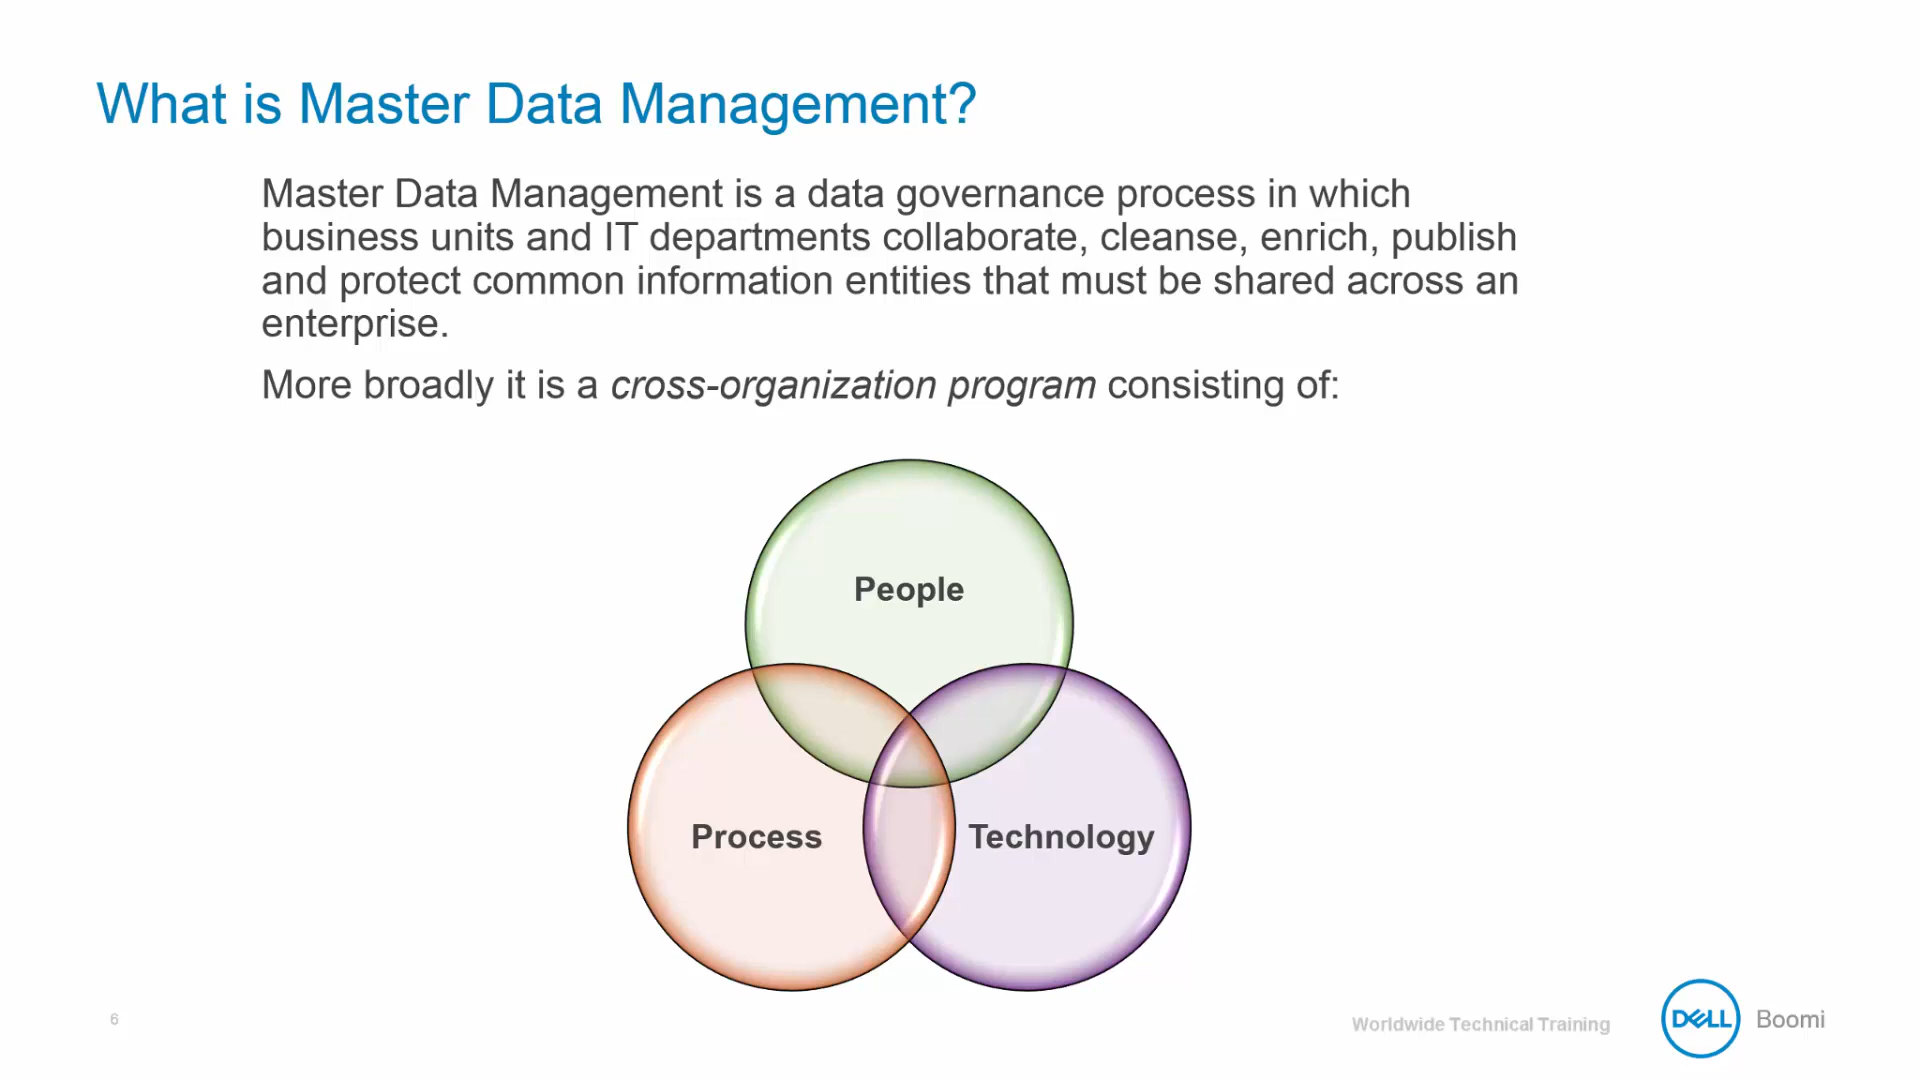 What is Master Data Management?
Master Data Management is a data governance process in which
business units and IT departments collaborate, cleanse, enrich, publish
and protect common information entities that must be shared across an
enterprise.
More broadly it is a cross-organization program consisting of:
People
Process
Technology
6
Worldwide Technical Training
DELL Boomi